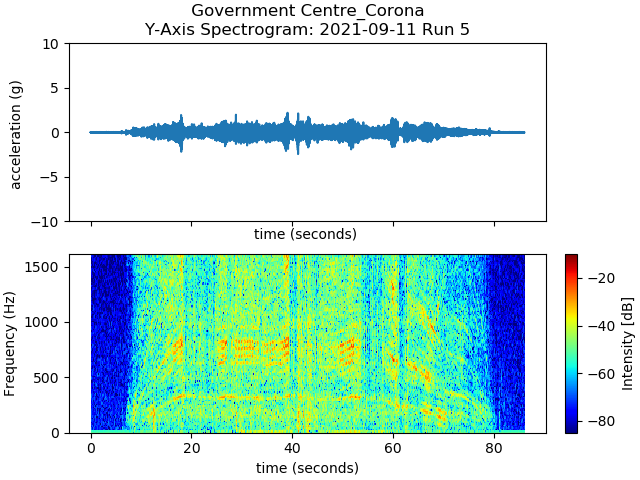 Government Centre_Corona
Y-Axis Spectrogram: 2021-09-11 Run 5
10
5
0
−5
−10
acceleration (g)
time (seconds)
1500
1000
500
0
Frequency (Hz)
0 20 40 60 80
time (seconds)
−20
−40
−60
−80
Intensity [dB]